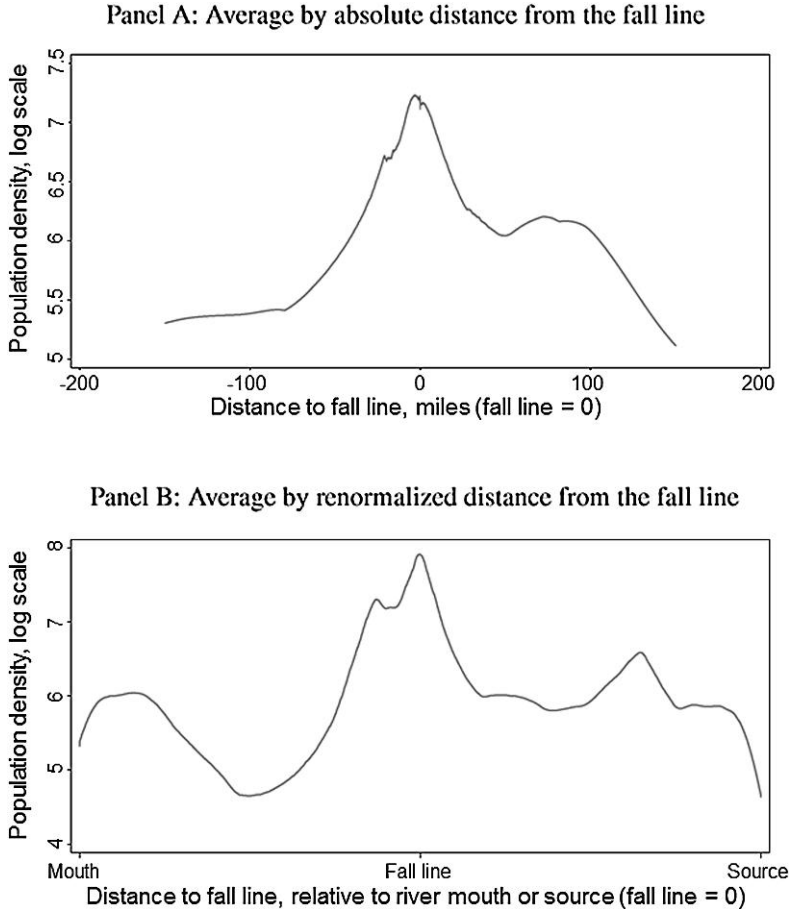 Panel A: Average by absolute distance from the fall line
Population density, log scale
7.5
7
6.5
6
5.5
5
-200
-100
0
100
200
Distance to fall line, miles (fall line = 0)
Panel B: Average by renormalized distance from the fall line
Population density, log scale
8
7
6
5
4
Mouth
Fall line
Source
Distance to fall line, relative to river mouth or source (fall line = 0)